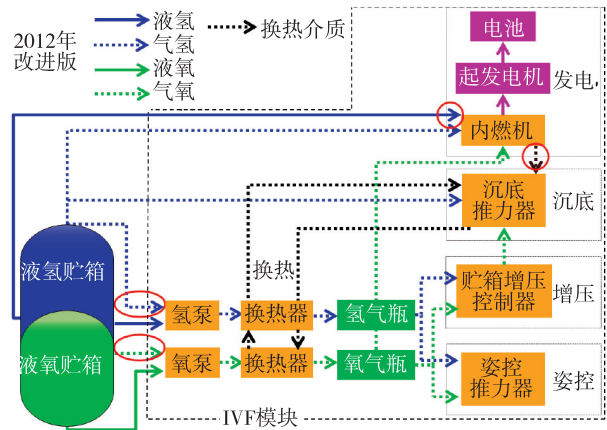 2012年
改进版
液氢
气氢
液氧
气氧
换热介质
电池
起发电机
发电,
内燃机
沉底
推力器
沉底
液氢贮箱
液氧贮箱
换热
氢泵
换热器
氢气瓶
贮箱增压
控制器
增压
氧泵
换热器
氧气瓶
姿控
推力器
姿控
IVF模块